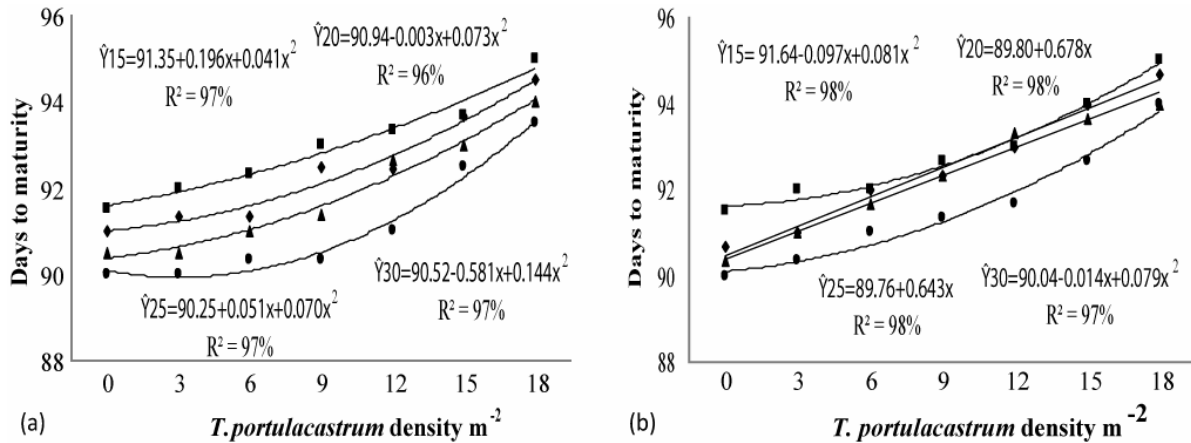 96
94
92
90
88
Days to maturity
Ŷ15=91.35+0.196x+0.041x²
R² = 97%
Ŷ20=90.94-0.003x+0.073x²
R² = 96%
Ŷ25=90.25+0.051x+0.070x²
R² = 97%
Ŷ30=90.52-0.581x+0.144x²
R² = 97%
0 3 6 9 12 15 18
(a) T. portulacastrum density m⁻²
96
94
92
90
88
Days to maturity
Ŷ15= 91.64-0.097x+0.081x²
R² = 98%
Ŷ20=89.80+0.678x
R² = 98%
Ŷ25=89.76+0.643x
R² = 98%
Ŷ30=90.04-0.014x+0.079x²
R² = 97%
0 3 6 9 12 15 18
(b) T. portulacastrum density m⁻²